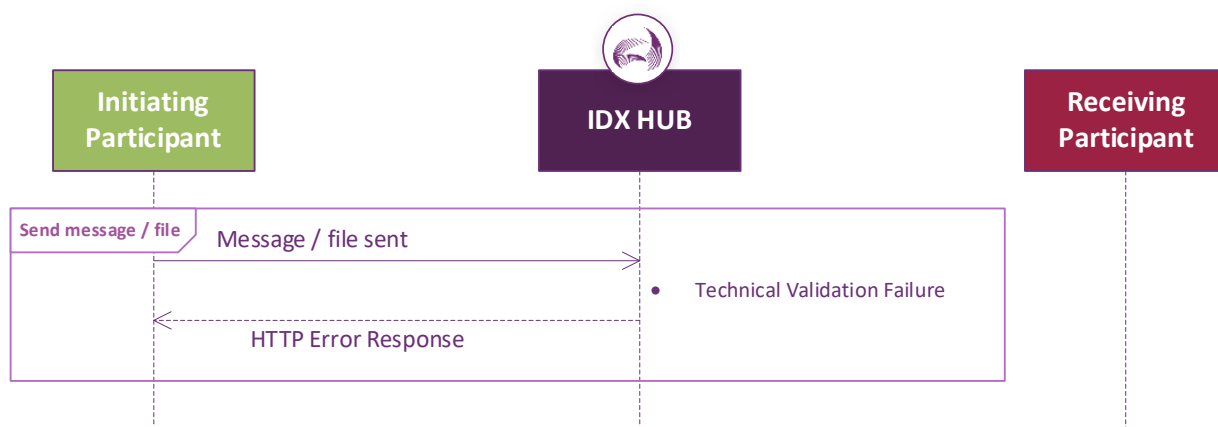 Initiating
Participant
IDX HUB
Receiving
Participant
Send message / file
Message / file sent
• Technical Validation Failure
HTTP Error Response